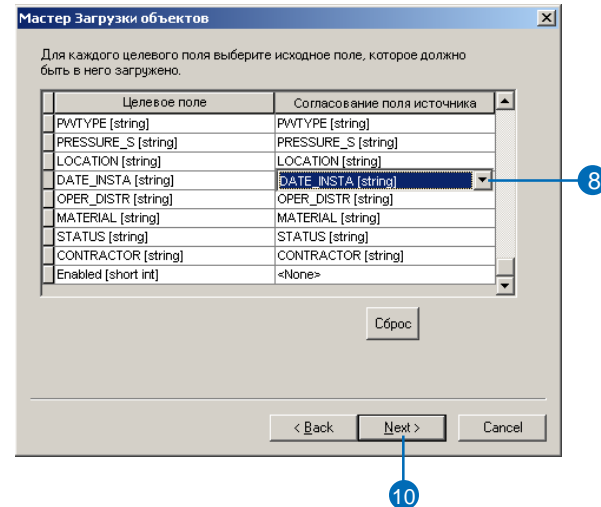 Мастер Загрузки объектов
Для каждого целевого поля выберите исходное поле, которое должно
быть в него загружено.
Целевое поле Согласование поля источника
PWTYPE [string] PWTYPE [string]
PRESSURE_S [string] PRESSURE_S [string]
LOCATION [string] LOCATION [string]
DATE_INSTA [string] DATE_INSTA [string] 8
OPER_DISTR [string] OPER_DISTR [string]
MATERIAL [string] MATERIAL [string]
STATUS [string] STATUS [string]
CONTRACTOR [string] CONTRACTOR [string]
Enabled [short int] <None>
Сброс
< Back Next > Cancel
10